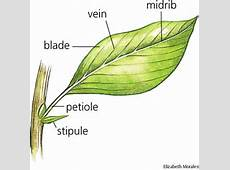 midrib
vein
blade
petiole
stipule
Elizabeth Morales